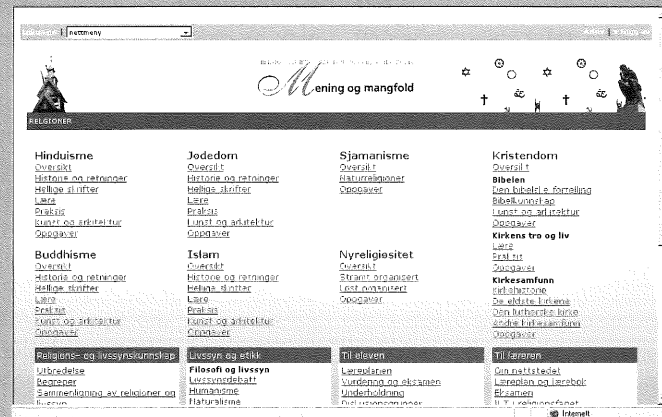 nettmeny
Mening og mangfold
RELIGIONER
Hinduisme
Oversikt
Historie og retninger
Hellige skrifter
Lære
Praksis
Kunst og arkitektur
Oppgaver
Jødedom
Oversikt
Historie og retninger
Hellige skrifter
Lære
Praksis
Kunst og arkitektur
Oppgaver
Sjamanisme
Oversikt
Naturreligioner
Oppgaver
Kristendom
Oversikt
Bibelen
Den bibelske fortelling
Bibelkunnskap
Kunst og arkitektur
Oppgaver
Kirkens tro og liv
Lære
Praksis
Oppgaver
Kirkesamfunn
Kirkehistorie
De eldste kirkene
Den lutherske kirke
Andre kirkesamfunn
Oppgaver
Buddhisme
Oversikt
Historie og retninger
Hellige skrifter
Lære
Praksis
Kunst og arkitektur
Oppgaver
Islam
Oversikt
Historie og retninger
Hellige skrifter
Lære
Praksis
Kunst og arkitektur
Oppgaver
Nyreligiøsitet
Oversikt
Stramt organisert
Løst organisert
Oppgaver
Religions- og livssynskunnskap
Utbredelse
Begreper
Sammenligning av religioner og
livssyn
Livssyn og etikk
Filosofi og livssyn
Livssynsdebatt
Humanisme
Naturalisme
Til eleven
Læreplanen
Vurdering og eksamen
Underholdning
Diskusjonsgrupper
Til læreren
Om nettstedet
Læreplan og lærebok
Eksamen
IKT i religionsfaget
Internett